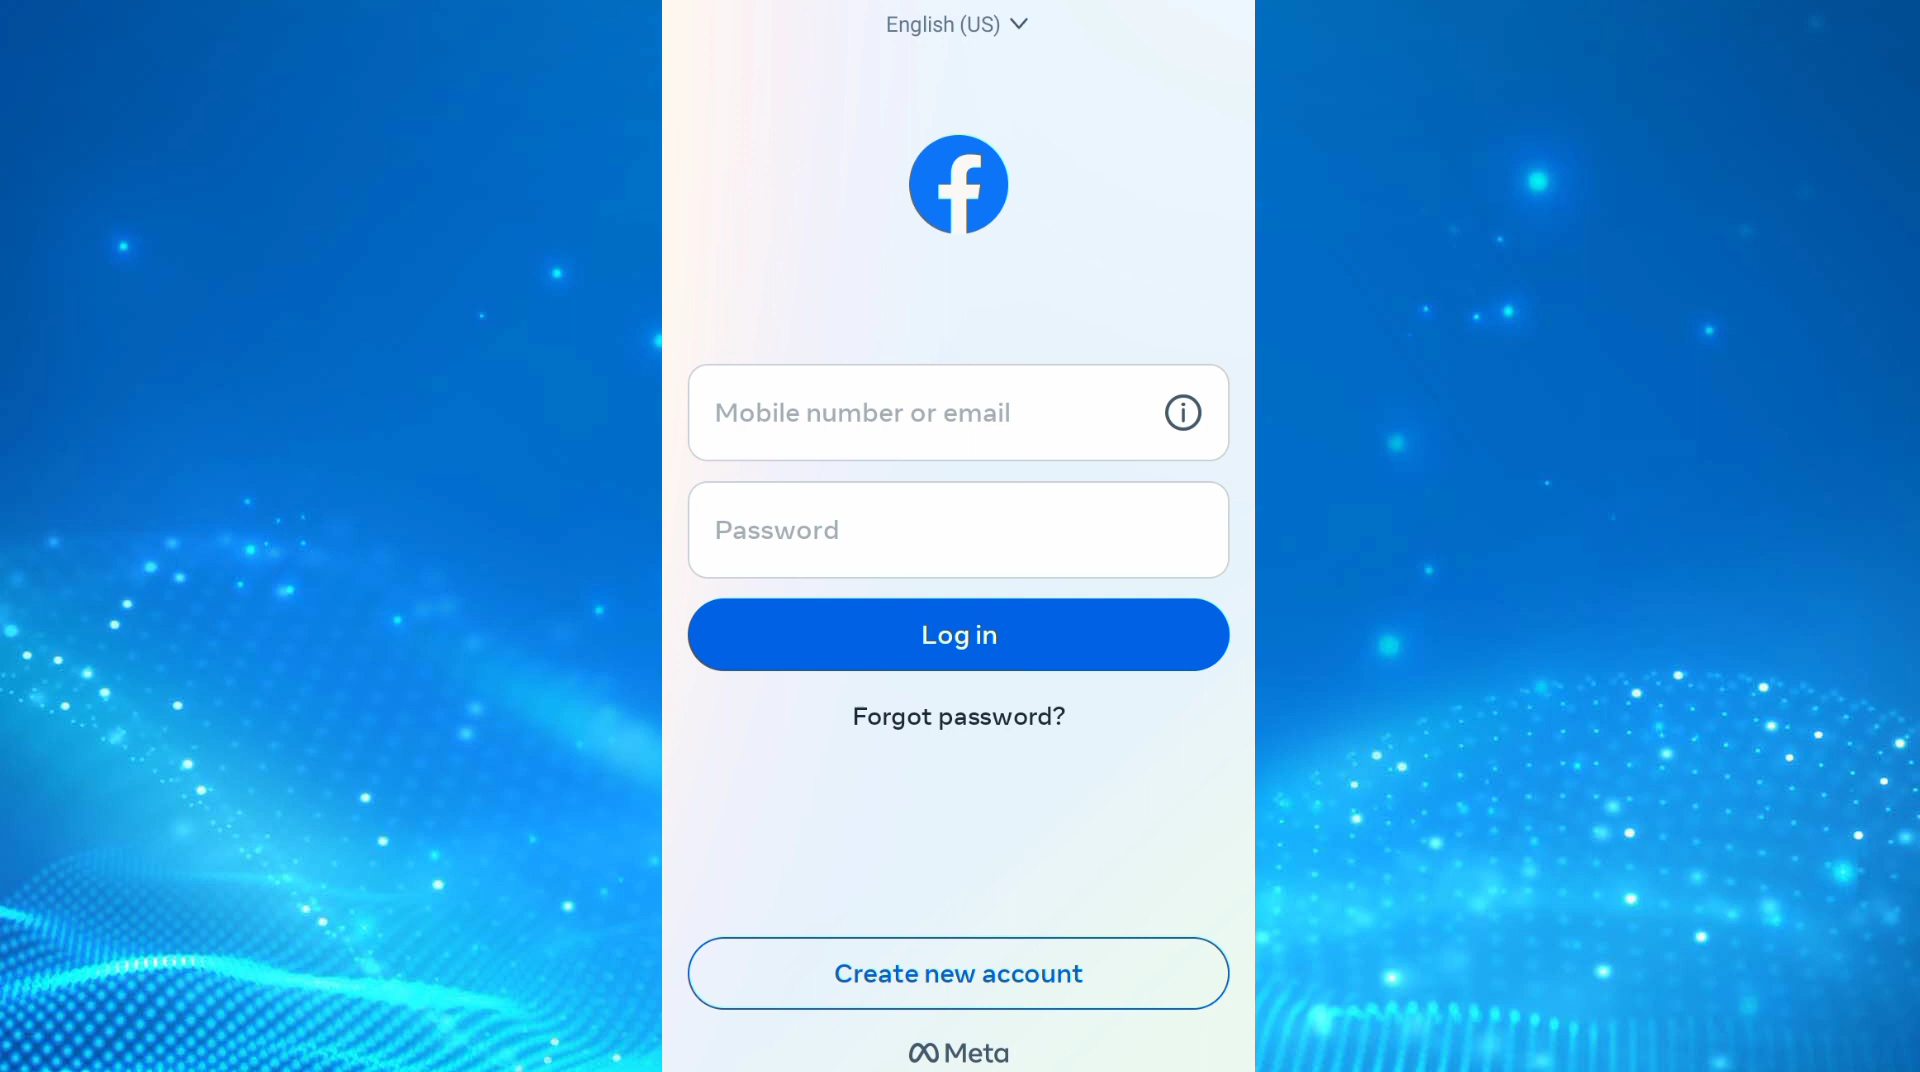 English (US)
Mobile number or email
Password
Log in
Forgot password?
Create new account
Meta